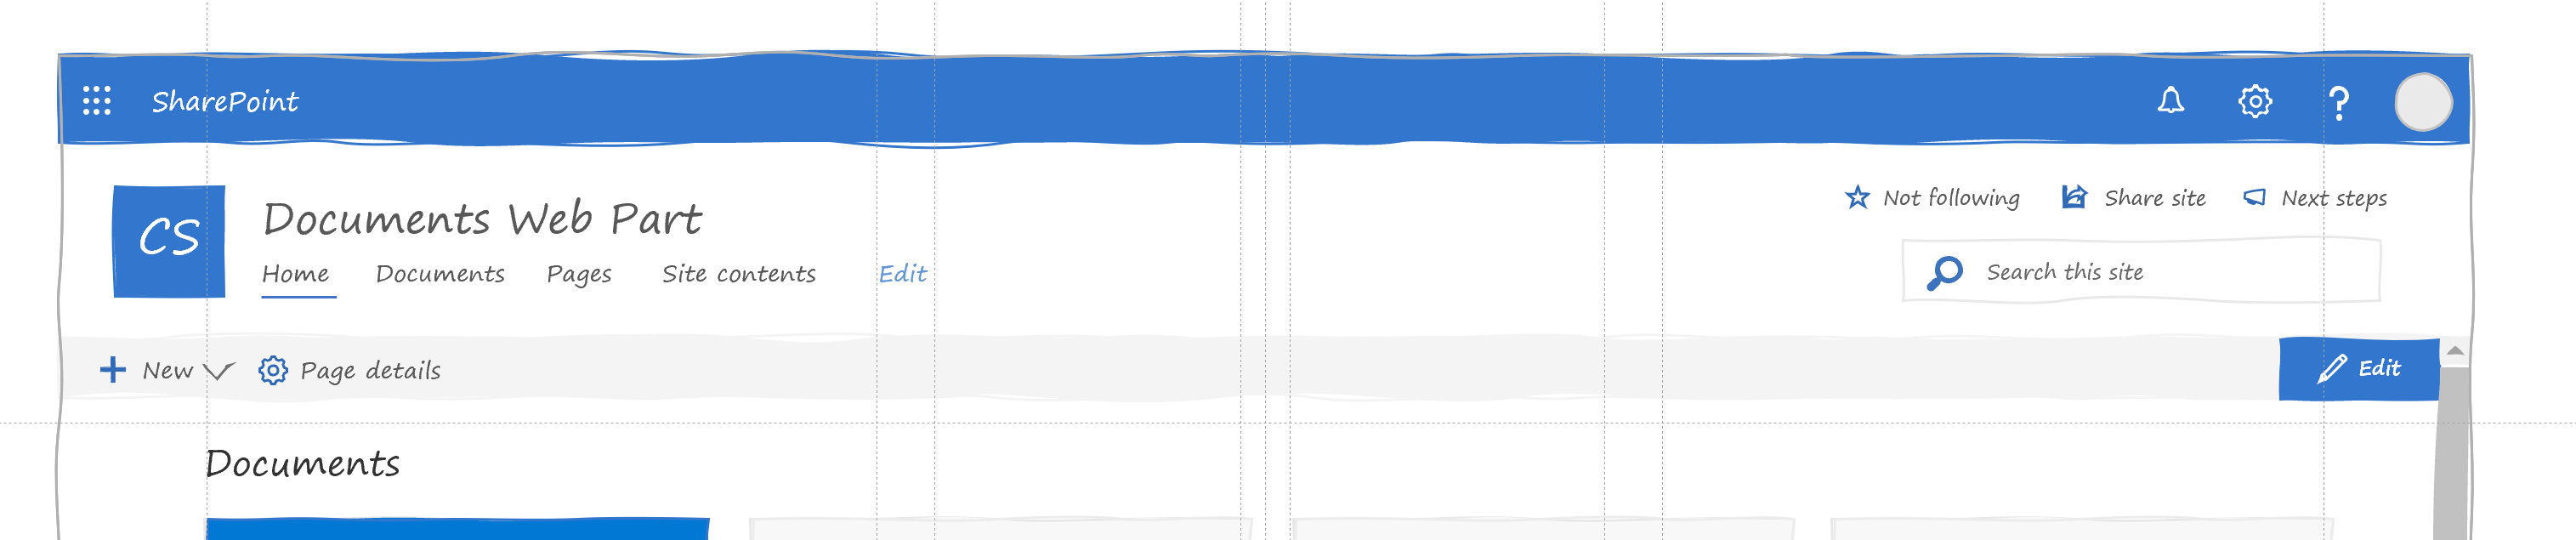 SharePoint
CS
Documents Web Part
Home Documents Pages Site contents Edit
Not following Share site Next steps
Search this site
New Page details
Edit
Documents